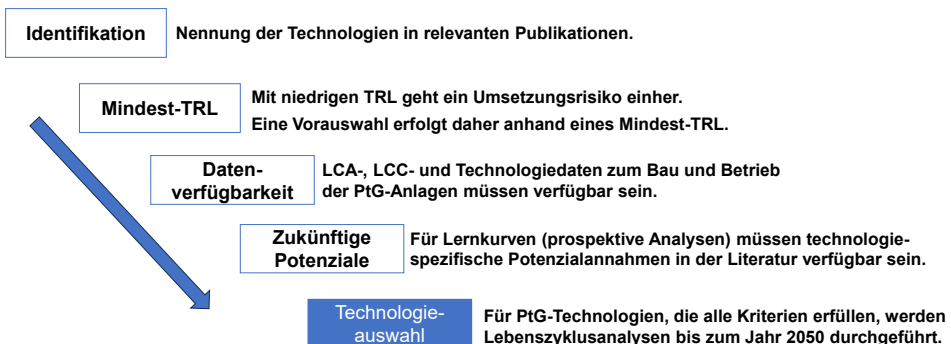 Identifikation
Nennung der Technologien in relevanten Publikationen.
Mindest-TRL
Mit niedrigen TRL geht ein Umsetzungsrisiko einher.
Eine Vorauswahl erfolgt daher anhand eines Mindest-TRL.
Daten-
verfügbarkeit
LCA-, LCC- und Technologiedaten zum Bau und Betrieb
der PtG-Anlagen müssen verfügbar sein.
Zukünftige
Potenziale
Für Lernkurven (prospektive Analysen) müssen technologie-
spezifische Potenzialannahmen in der Literatur verfügbar sein.
Technologie-
auswahl
Für PtG-Technologien, die alle Kriterien erfüllen, werden
Lebenszyklusanalysen bis zum Jahr 2050 durchgeführt.